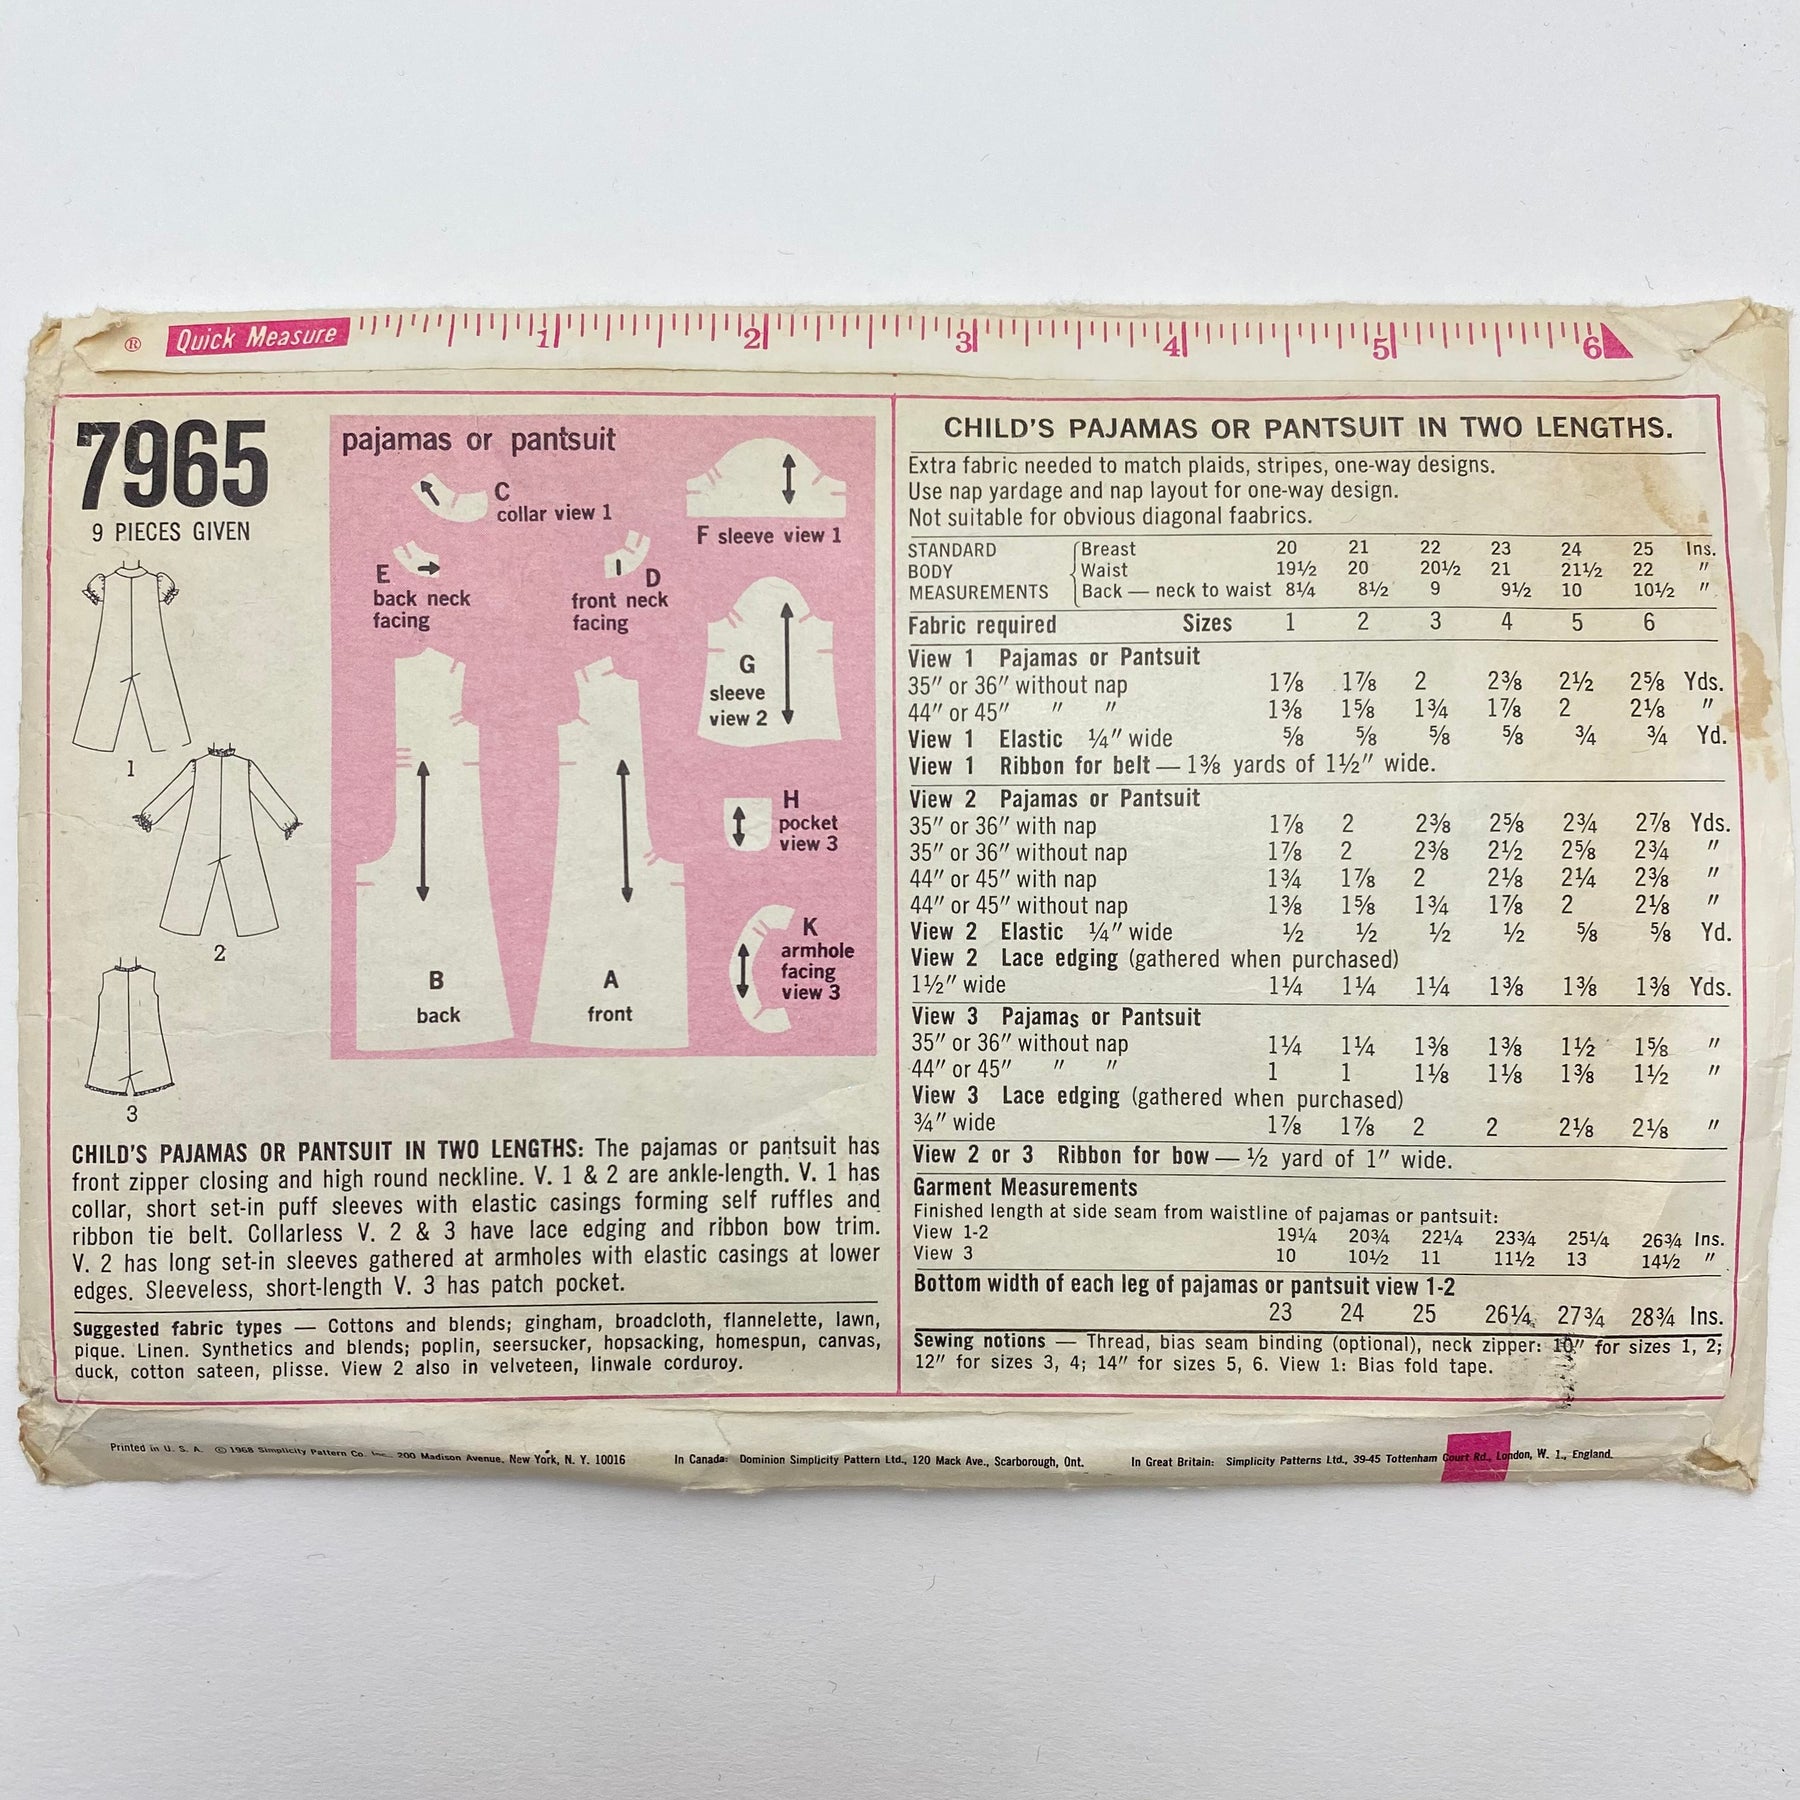 ® Quick Measure 1 2 3 4 5 6
7965
9 PIECES GIVEN
1
2
3
pajamas or pantsuit
C
collar view 1
F sleeve view 1
E
back neck
facing
D
front neck
facing
G
sleeve
view 2
H
pocket
view 3
K
armhole
facing
view 3
B
back
A
front
CHILD'S PAJAMAS OR PANTSUIT IN TWO LENGTHS: The pajamas or pantsuit has
front zipper closing and high round neckline. V. 1 & 2 are ankle-length. V. 1 has
collar, short set-in puff sleeves with elastic casings forming self ruffles and
ribbon tie belt. Collarless V. 2 & 3 have lace edging and ribbon bow trim.
V. 2 has long set-in sleeves gathered at armholes with elastic casings at lower
edges. Sleeveless, short-length V. 3 has patch pocket.
Suggested fabric types — Cottons and blends; gingham, broadcloth, flannelette, lawn,
pique. Linen. Synthetics and blends; poplin, seersucker, hopsacking, homespun, canvas,
duck, cotton sateen, plisse. View 2 also in velveteen, linwale corduroy.
CHILD'S PAJAMAS OR PANTSUIT IN TWO LENGTHS.
Extra fabric needed to match plaids, stripes, one-way designs.
Use nap yardage and nap layout for one-way design.
Not suitable for obvious diagonal faabrics.
STANDARD Breast 20 21 22 23 24 25 Ins.
BODY Waist 19½ 20 20½ 21 21½ 22 ″
MEASUREMENTS Back — neck to waist 8¼ 8½ 9 9½ 10 10½ ″
Fabric required Sizes 1 2 3 4 5 6
View 1 Pajamas or Pantsuit
35″ or 36″ without nap 1⅞ 1⅞ 2 2⅜ 2½ 2⅝ Yds.
44″ or 45″ ″ ″ 1⅜ 1⅝ 1¾ 1⅞ 2 2⅛ ″
View 1 Elastic ¼″ wide ⅝ ⅝ ⅝ ⅝ ¾ ¾ Yd.
View 1 Ribbon for belt — 1⅜ yards of 1½″ wide.
View 2 Pajamas or Pantsuit
35″ or 36″ with nap 1⅞ 2 2⅜ 2⅝ 2¾ 2⅞ Yds.
35″ or 36″ without nap 1⅞ 2 2⅜ 2½ 2⅝ 2¾ ″
44″ or 45″ with nap 1¾ 1⅞ 2 2⅛ 2¼ 2⅜ ″
44″ or 45″ without nap 1⅜ 1⅝ 1¾ 1⅞ 2 2⅛ ″
View 2 Elastic ¼″ wide ½ ½ ½ ½ ⅝ ⅝ Yd.
View 2 Lace edging (gathered when purchased)
1½″ wide 1¼ 1¼ 1¼ 1⅜ 1⅜ 1⅜ Yds.
View 3 Pajamas or Pantsuit
35″ or 36″ without nap 1¼ 1¼ 1⅜ 1⅜ 1½ 1⅝ ″
44″ or 45″ ″ ″ 1 1 1⅛ 1⅛ 1⅜ 1½ ″
View 3 Lace edging (gathered when purchased)
¾″ wide 1⅞ 1⅞ 2 2 2⅛ 2⅛ ″
View 2 or 3 Ribbon for bow — ½ yard of 1″ wide.
Garment Measurements
Finished length at side seam from waistline of pajamas or pantsuit:
View 1-2 19¼ 20¾ 22¼ 23¾ 25¼ 26¾ Ins.
View 3 10 10½ 11 11½ 13 14½ ″
Bottom width of each leg of pajamas or pantsuit view 1-2
23 24 25 26¼ 27¾ 28¾ Ins.
Sewing notions — Thread, bias seam binding (optional), neck zipper: 10″ for sizes 1, 2;
12″ for sizes 3, 4; 14″ for sizes 5, 6. View 1: Bias fold tape.
Printed in U. S. A. © 1968 Simplicity Pattern Co. Inc. 200 Madison Avenue, New York, N. Y. 10016 In Canada: Dominion Simplicity Pattern Ltd., 120 Mack Ave., Scarborough, Ont. In Great Britain: Simplicity Patterns Ltd., 39-45 Tottenham Court Rd., London, W. 1., England.